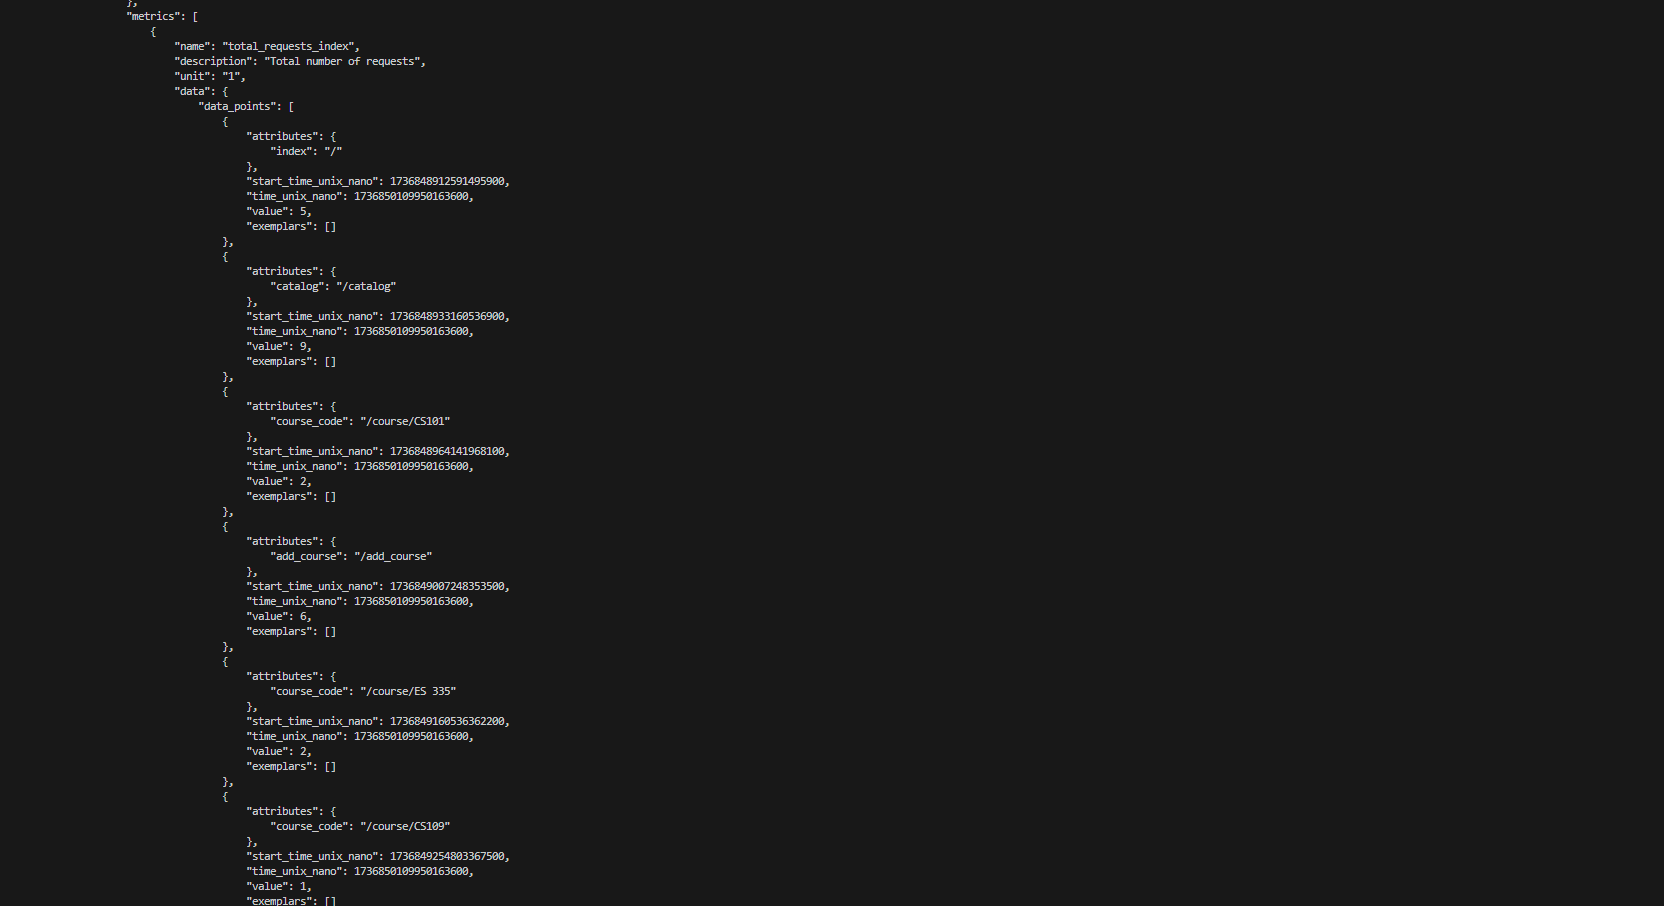 },
"metrics": [
{
"name": "total_requests_index",
"description": "Total number of requests",
"unit": "1",
"data": {
"data_points": [
{
"attributes": {
"index": "/"
},
"start_time_unix_nano": 1736848912591495900,
"time_unix_nano": 1736850109950163600,
"value": 5,
"exemplars": []
},
{
"attributes": {
"catalog": "/catalog"
},
"start_time_unix_nano": 1736848933160536900,
"time_unix_nano": 1736850109950163600,
"value": 9,
"exemplars": []
},
{
"attributes": {
"course_code": "/course/CS101"
},
"start_time_unix_nano": 1736848964141968100,
"time_unix_nano": 1736850109950163600,
"value": 2,
"exemplars": []
},
{
"attributes": {
"add_course": "/add_course"
},
"start_time_unix_nano": 1736849007248353500,
"time_unix_nano": 1736850109950163600,
"value": 6,
"exemplars": []
},
{
"attributes": {
"course_code": "/course/ES 335"
},
"start_time_unix_nano": 1736849160536362200,
"time_unix_nano": 1736850109950163600,
"value": 2,
"exemplars": []
},
{
"attributes": {
"course_code": "/course/CS109"
},
"start_time_unix_nano": 1736849254803367500,
"time_unix_nano": 1736850109950163600,
"value": 1,
"exemplars": []